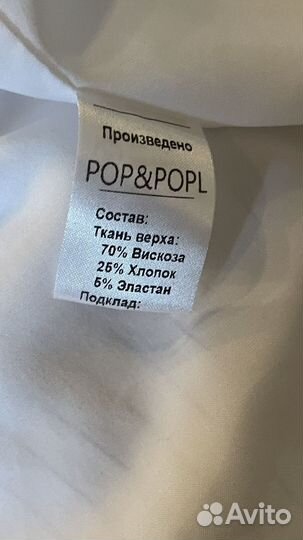 Произведено
POP&POPL
Состав:
Ткань верха:
70% Вискоза
25% Хлопок
5% Эластан
Подклад:
Avito